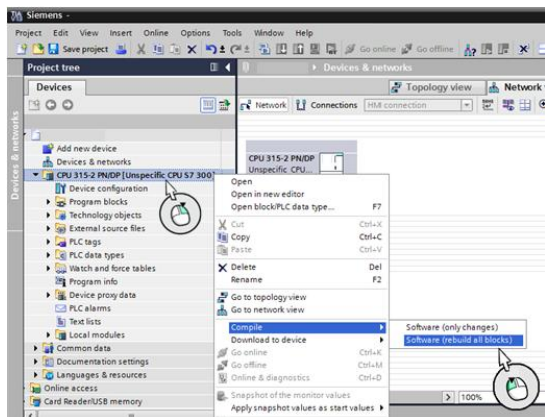 Siemens -
Project Edit View Insert Online Options Tools Window Help
Save project Go online Go offline
Project tree
Devices & networks
Devices
Topology view Network
Network Connections HMI connection
Devices & networks
Add new device
Devices & networks
CPU 315-2 PN/DP [Unspecific CPU S7 300]
Device configuration
Program blocks
Technology objects
External source files
PLC tags
PLC data types
Watch and force tables
Program info
Device proxy data
PLC alarms
Text lists
Local modules
Common data
Documentation settings
Languages & resources
Online access
Card Reader/USB memory
CPU 315-2 PN/DP
Unspecific CPU...
Open
Open in new editor
Open block/PLC data type... F7
Cut Ctrl+X
Copy Ctrl+C
Paste Ctrl+V
Delete Del
Rename F2
Go to topology view
Go to network view
Compile
Download to device
Go online Ctrl+K
Go offline Ctrl+M
Online & diagnostics Ctrl+D
Snapshot of the monitor values
Apply snapshot values as start values
Software (only changes)
Software (rebuild all blocks)
100%